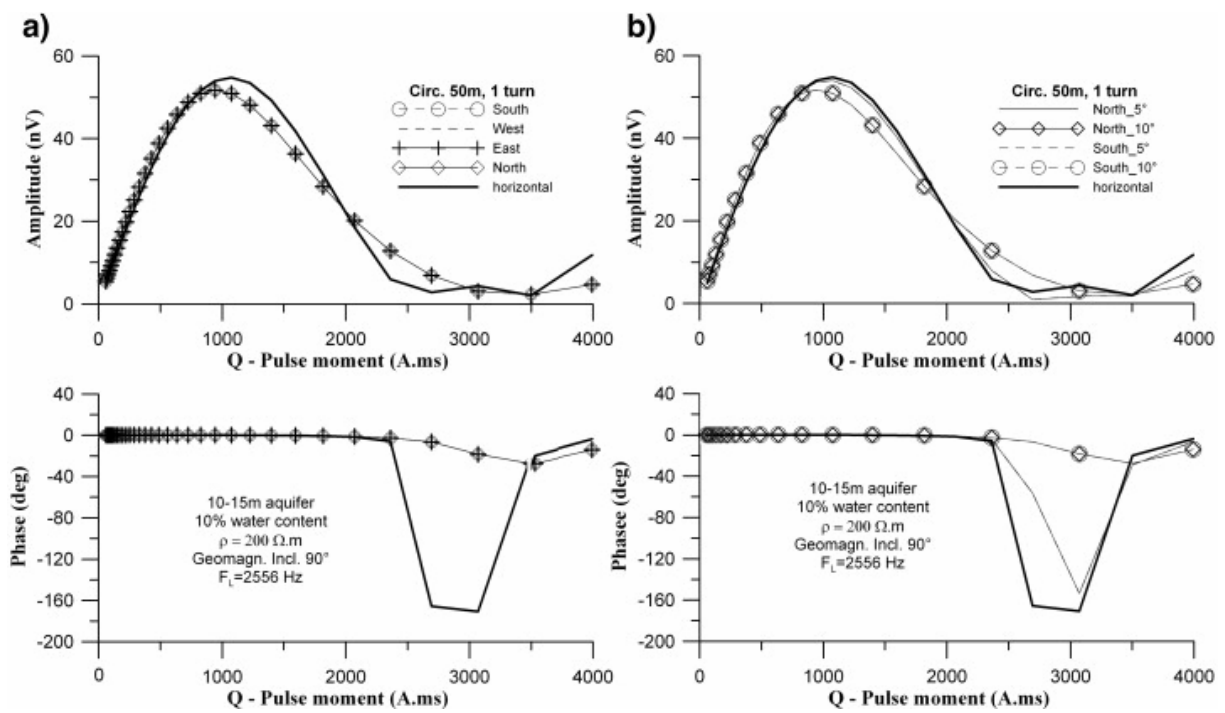 a)
60
40
20
0
Amplitude (nV)
Circ. 50m, 1 turn
South
West
East
North
horizontal
0 1000 2000 3000 4000
Q - Pulse moment (A.ms)
40
0
-40
-80
-120
-160
-200
Phase (deg)
10-15m aquifer
10% water content
ρ = 200 Ω.m
Geomagn. Incl. 90°
F_L=2556 Hz
0 1000 2000 3000 4000
Q - Pulse moment (A.ms)
b)
60
40
20
0
Amplitude (nV)
Circ. 50m, 1 turn
North_5°
North_10°
South_5°
South_10°
horizontal
0 1000 2000 3000 4000
Q - Pulse moment (A.ms)
40
0
-40
-80
-120
-160
-200
Phasee (deg)
10-15m aquifer
10% water content
ρ = 200 Ω.m
Geomagn. Incl. 90°
F_L=2556 Hz
0 1000 2000 3000 4000
Q - Pulse moment (A.ms)